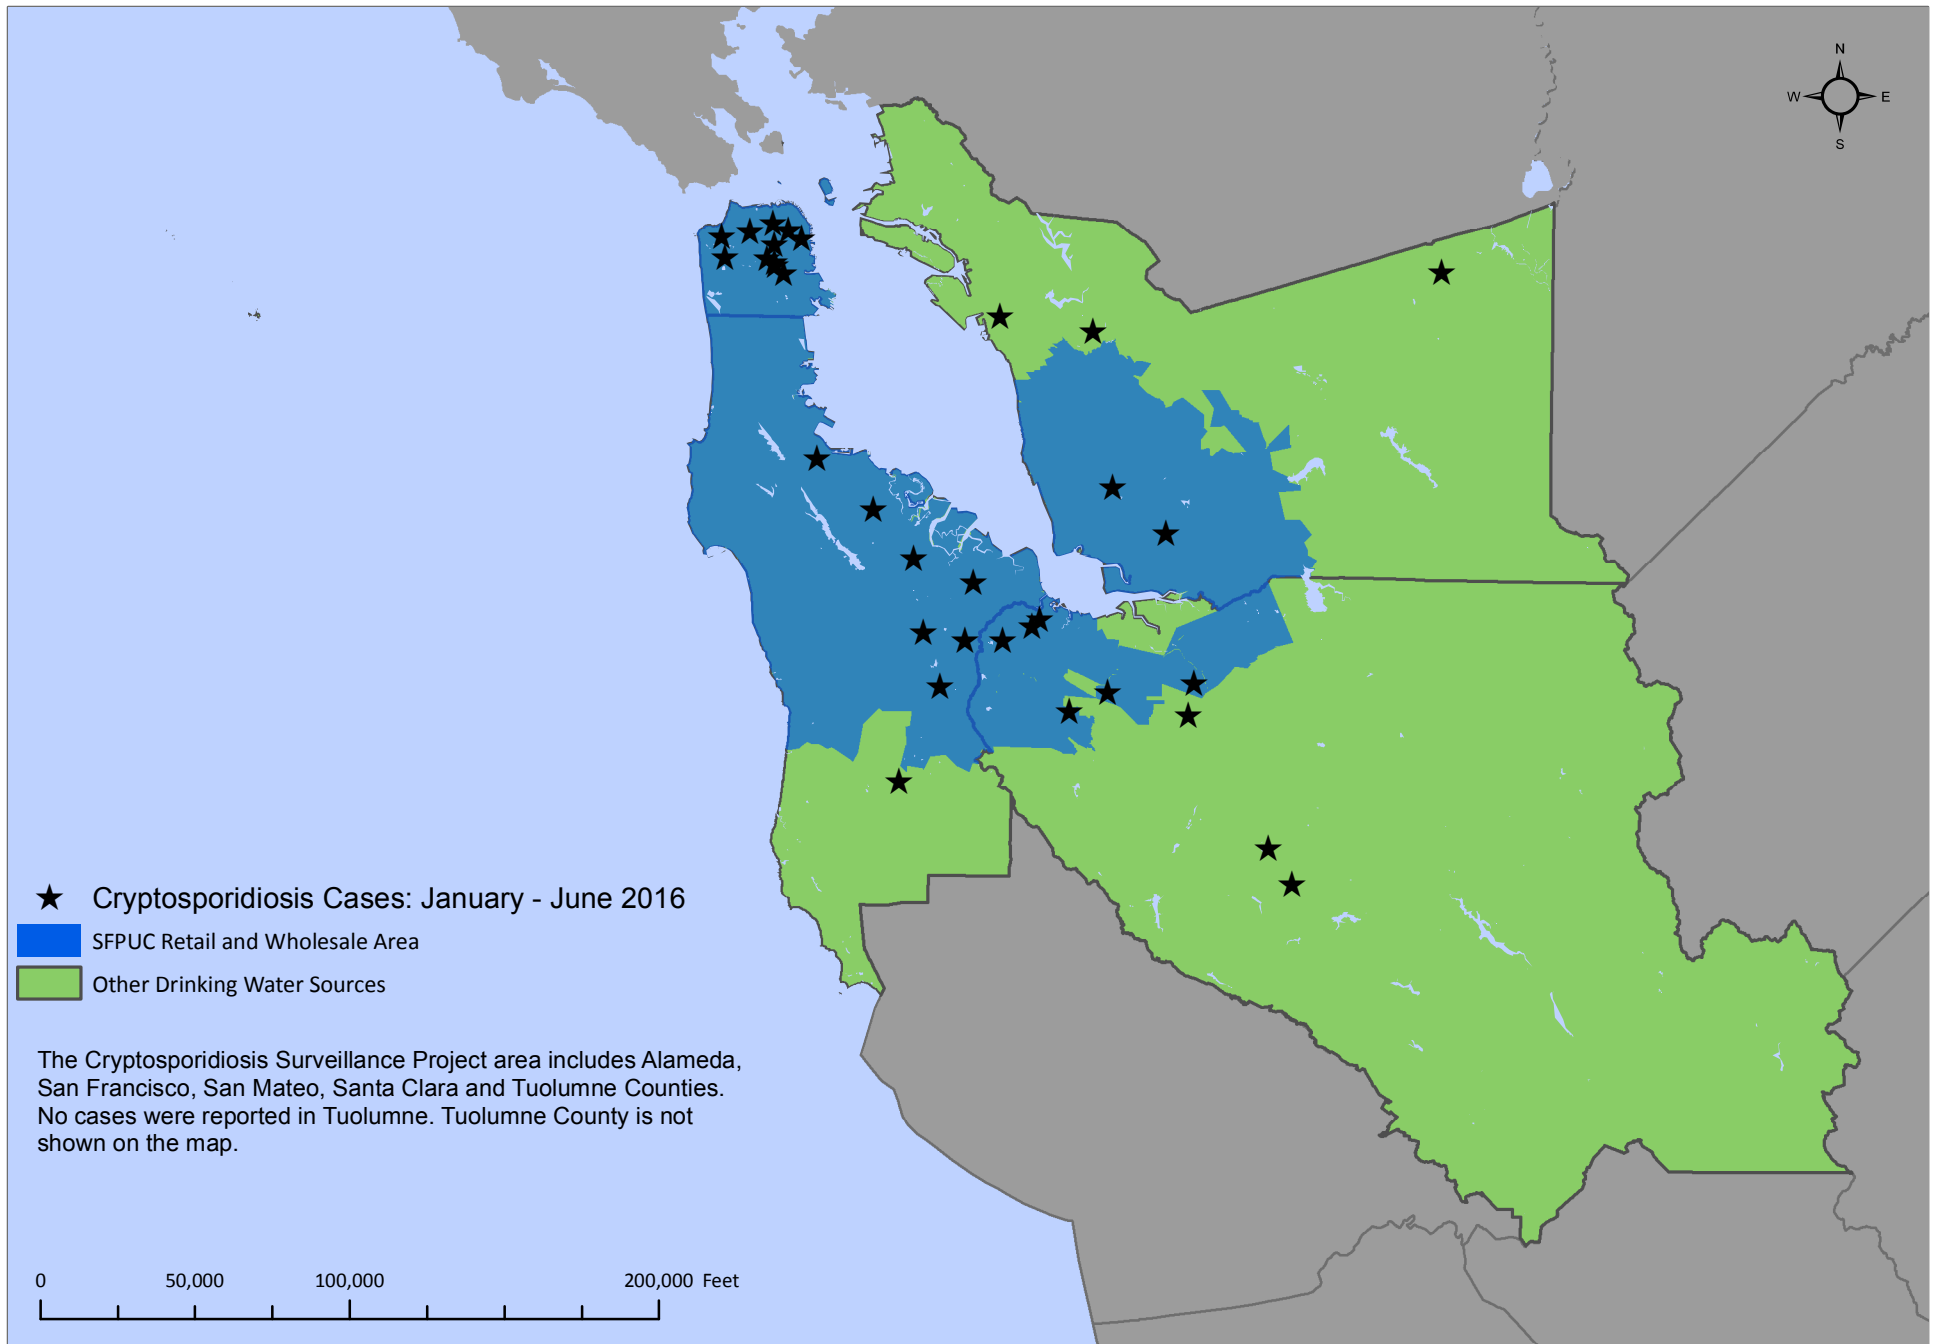 N
W E
S
Cryptosporidiosis Cases: January - June 2016
SFPUC Retail and Wholesale Area
Other Drinking Water Sources
The Cryptosporidiosis Surveillance Project area includes Alameda,
San Francisco, San Mateo, Santa Clara and Tuolumne Counties.
No cases were reported in Tuolumne. Tuolumne County is not
shown on the map.
0 50,000 100,000 200,000 Feet